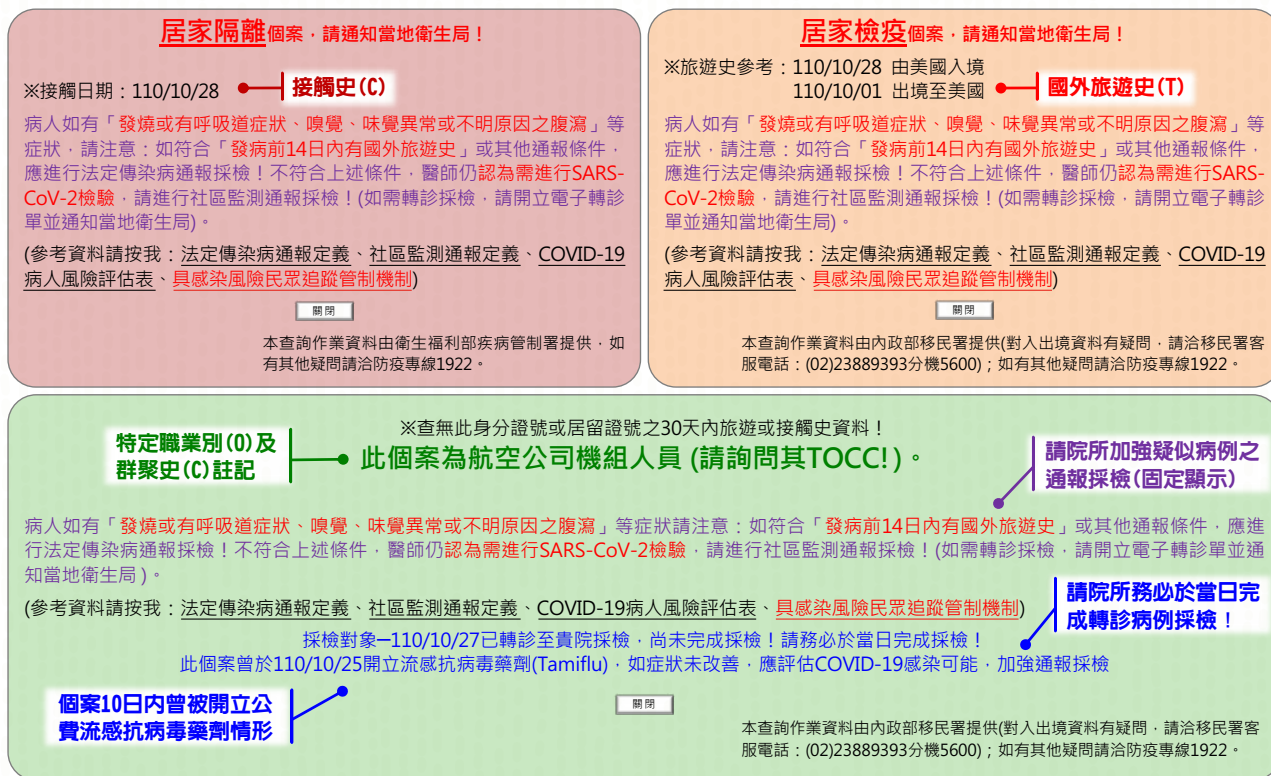 居家隔離個案，請通知當地衛生局！
※接觸日期：110/10/28
接觸史(C)
病人如有「發燒或有呼吸道症狀、嗅覺、味覺異常或不明原因之腹瀉」等
症狀，請注意：如符合「發病前14日內有國外旅遊史」或其他通報條件，
應進行法定傳染病通報採檢！不符合上述條件，醫師仍認為需進行SARS-
CoV-2檢驗，請進行社區監測通報採檢！(如需轉診採檢，請開立電子轉診
單並通知當地衛生局)。
(參考資料請按我：法定傳染病通報定義、社區監測通報定義、COVID-19
病人風險評估表、具感染風險民眾追蹤管制機制)
關閉
本查詢作業資料由衛生福利部疾病管制署提供，如
有其他疑問請洽防疫專線1922。
居家檢疫個案，請通知當地衛生局！
※旅遊史參考：110/10/28 由美國入境
110/10/01 出境至美國
國外旅遊史(T)
病人如有「發燒或有呼吸道症狀、嗅覺、味覺異常或不明原因之腹瀉」等
症狀，請注意：如符合「發病前14日內有國外旅遊史」或其他通報條件，
應進行法定傳染病通報採檢！不符合上述條件，醫師仍認為需進行SARS-
CoV-2檢驗，請進行社區監測通報採檢！(如需轉診採檢，請開立電子轉診
單並通知當地衛生局)。
(參考資料請按我：法定傳染病通報定義、社區監測通報定義、COVID-19
病人風險評估表、具感染風險民眾追蹤管制機制)
關閉
本查詢作業資料由內政部移民署提供(對入出境資料有疑問，請洽移民署客
服電話：(02)23889393分機5600)；如有其他疑問請洽防疫專線1922。
※查無此身分證號或居留證號之30天內旅遊或接觸史資料！
特定職業別(O)及
群聚史(C)註記
此個案為航空公司機組人員 (請詢問其TOCC!)。
請院所加強疑似病例之
通報採檢(固定顯示)
病人如有「發燒或有呼吸道症狀、嗅覺、味覺異常或不明原因之腹瀉」等症狀請注意：如符合「發病前14日內有國外旅遊史」或其他通報條件，應進
行法定傳染病通報採檢！不符合上述條件，醫師仍認為需進行SARS-CoV-2檢驗，請進行社區監測通報採檢！(如需轉診採檢，請開立電子轉診單並通
知當地衛生局)。
(參考資料請按我：法定傳染病通報定義、社區監測通報定義、COVID-19病人風險評估表、具感染風險民眾追蹤管制機制)
請院所務必於當日完
成轉診病例採檢！
採檢對象─110/10/27已轉診至貴院採檢，尚未完成採檢！請務必於當日完成採檢！
此個案曾於110/10/25開立流感抗病毒藥劑(Tamiflu)，如症狀未改善，應評估COVID-19感染可能，加強通報採檢
個案10日內曾被開立公
費流感抗病毒藥劑情形
關閉
本查詢作業資料由內政部移民署提供(對入出境資料有疑問，請洽移民署客
服電話：(02)23889393分機5600)；如有其他疑問請洽防疫專線1922。